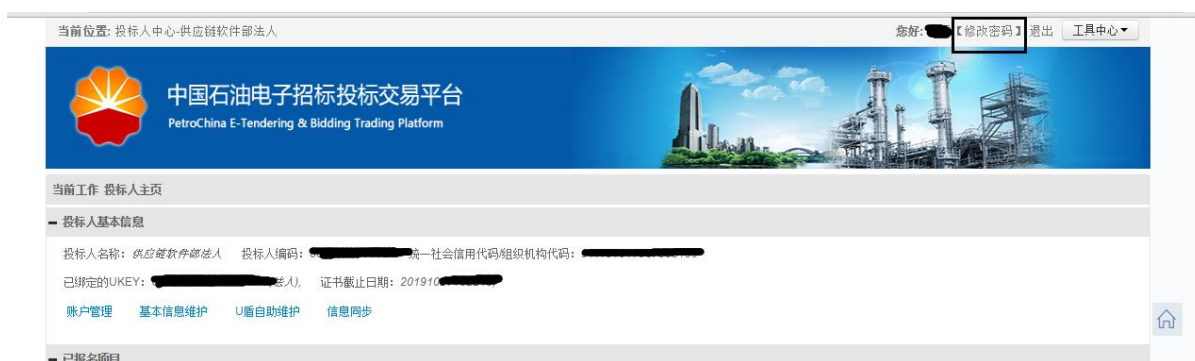 当前位置: 投标人中心-供应链软件部法人 您好: 【修改密码】 退出 工具中心
中国石油电子招标投标交易平台
PetroChina E-Tendering & Bidding Trading Platform
当前工作 投标人主页
投标人基本信息
投标人名称: 供应链软件部法人 投标人编码: 统一社会信用代码/组织机构代码:
已绑定的UKEY: 法人), 证书截止日期: 201910
账户管理 基本信息维护 U盾自助维护 信息同步
已报名项目